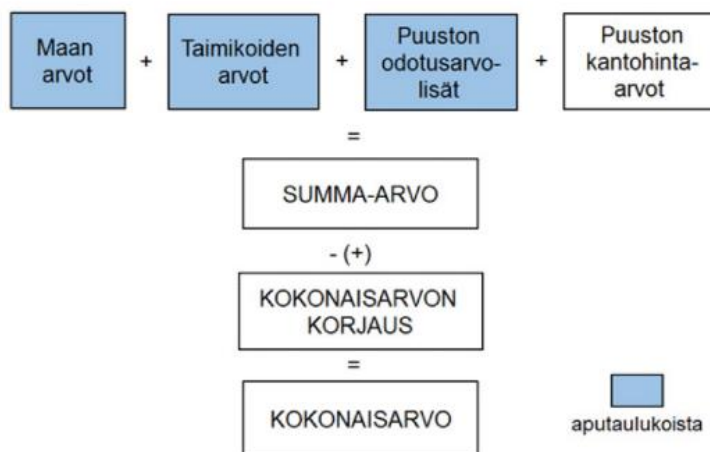 Maan
arvot
+
Taimikoiden
arvot
+
Puuston
odotusarvo-
lisät
+
Puuston
kantohinta-
arvot
=
SUMMA-ARVO
- (+)
KOKONAISARVON
KORJAUS
=
KOKONAISARVO
aputaulukoista